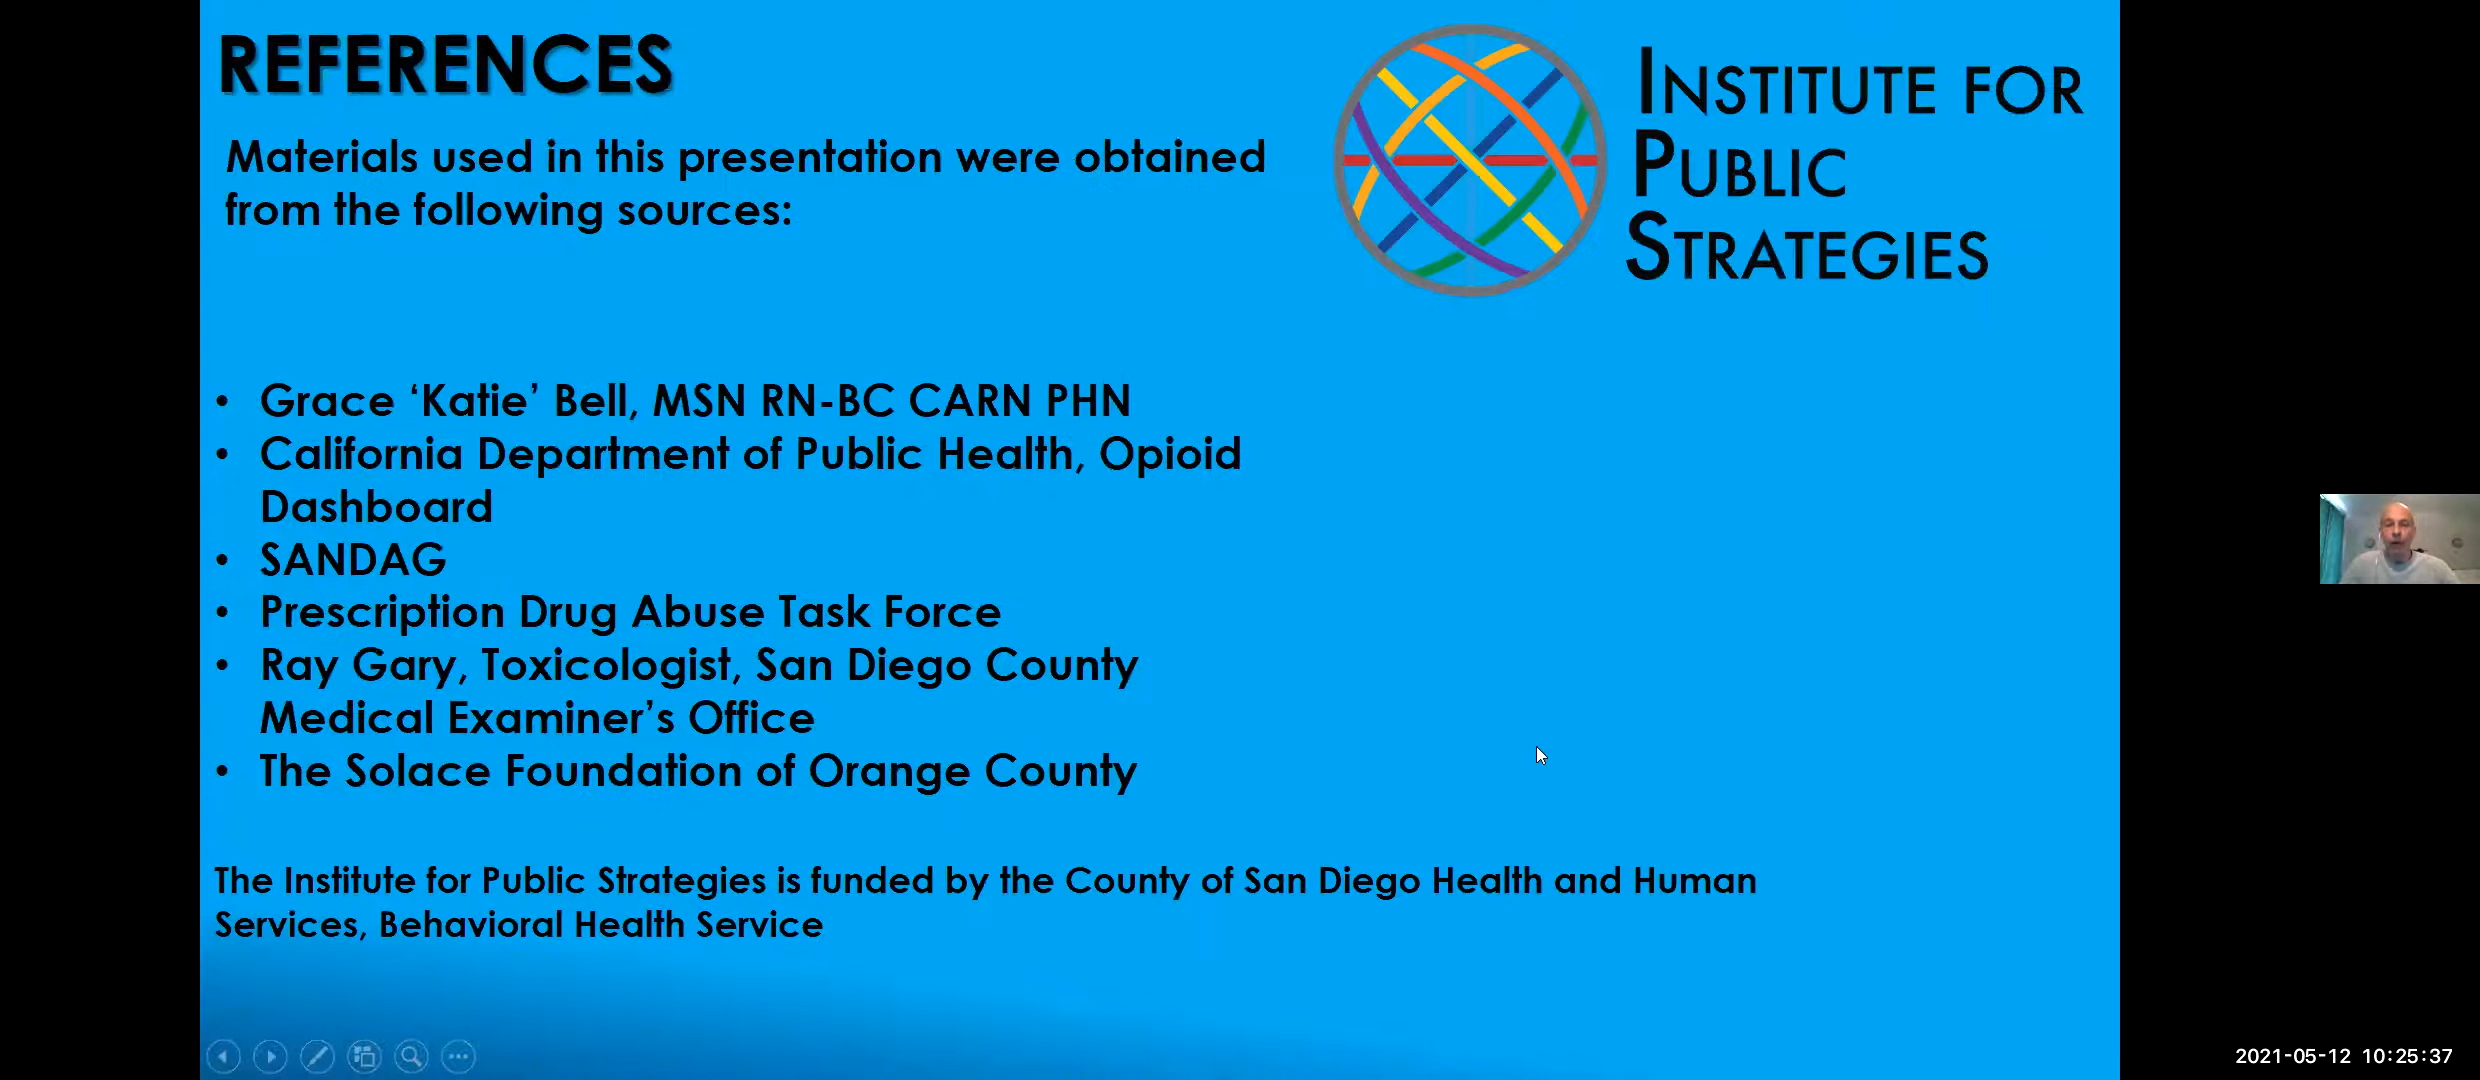 REFERENCES
INSTITUTE FOR
PUBLIC
STRATEGIES
Materials used in this presentation were obtained
from the following sources:
• Grace ‘Katie’ Bell, MSN RN-BC CARN PHN
• California Department of Public Health, Opioid
Dashboard
• SANDAG
• Prescription Drug Abuse Task Force
• Ray Gary, Toxicologist, San Diego County
Medical Examiner’s Office
• The Solace Foundation of Orange County
The Institute for Public Strategies is funded by the County of San Diego Health and Human
Services, Behavioral Health Service
2021-05-12 10:25:37